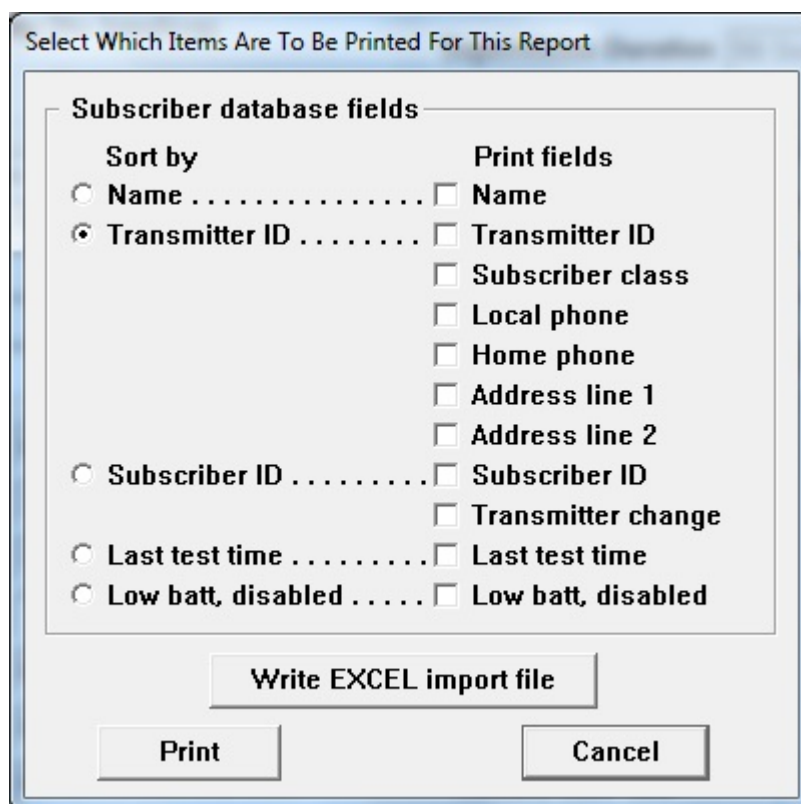 Select Which Items Are To Be Printed For This Report
Subscriber database fields
Sort by Print fields
Name . . . . . . . . . . . . . . . . Name
Transmitter ID . . . . . . . . Transmitter ID
Subscriber class
Local phone
Home phone
Address line 1
Address line 2
Subscriber ID . . . . . . . . . Subscriber ID
Transmitter change
Last test time . . . . . . . . . Last test time
Low batt, disabled . . . . . Low batt, disabled
Write EXCEL import file
Print Cancel